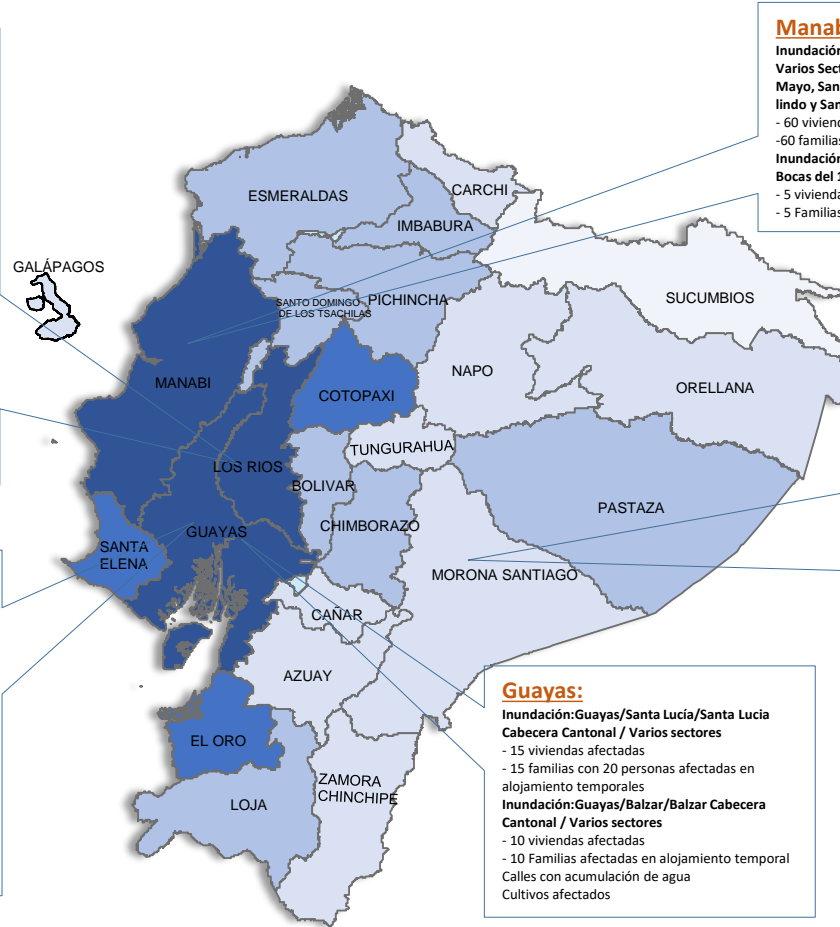 Manab
Inundación
Varios Sect
Mayo, San
lindo y San
- 60 viviend
-60 familias
Inundación
Bocas del 1
- 5 vivienda
- 5 Familias
CARCHI
ESMERALDAS
IMBABURA
GALÁPAGOS
SUCUMBIOS
SANTO DOMINGO
DE LOS TSACHILAS
PICHINCHA
NAPO
MANABI
ORELLANA
COTOPAXI
TUNGURAHUA
LOS RIOS
BOLIVAR
PASTAZA
CHIMBORAZO
GUAYAS
SANTA
ELENA
MORONA SANTIAGO
CAÑAR
AZUAY
EL ORO
ZAMORA
CHINCHIPE
LOJA
Guayas:
Inundación:Guayas/Santa Lucía/Santa Lucia
Cabecera Cantonal / Varios sectores
- 15 viviendas afectadas
- 15 familias con 20 personas afectadas en
alojamiento temporales
Inundación:Guayas/Balzar/Balzar Cabecera
Cantonal / Varios sectores
- 10 viviendas afectadas
- 10 Familias afectadas en alojamiento temporal
Calles con acumulación de agua
Cultivos afectados